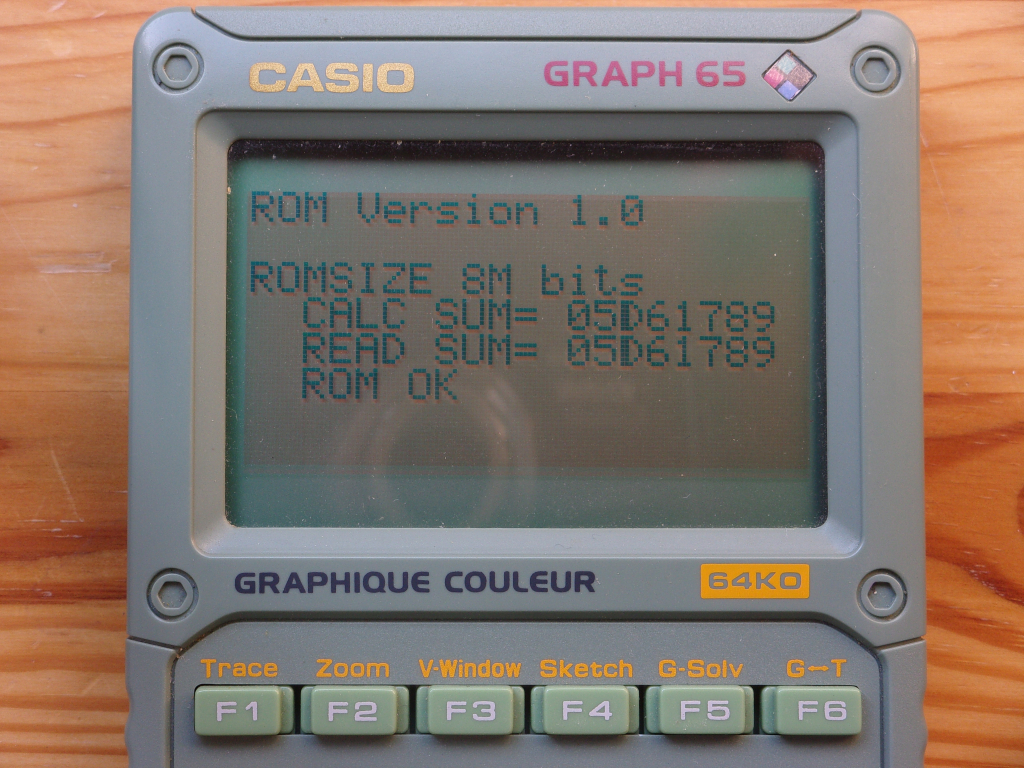 CASIO GRAPH 65
ROM Version 1.0
ROMSIZE 8M bits
CALC SUM= 05D61789
READ SUM= 05D61789
ROM OK
GRAPHIQUE COULEUR 64KO
Trace Zoom V-Window Sketch G-Solv G↔T
F1 F2 F3 F4 F5 F6